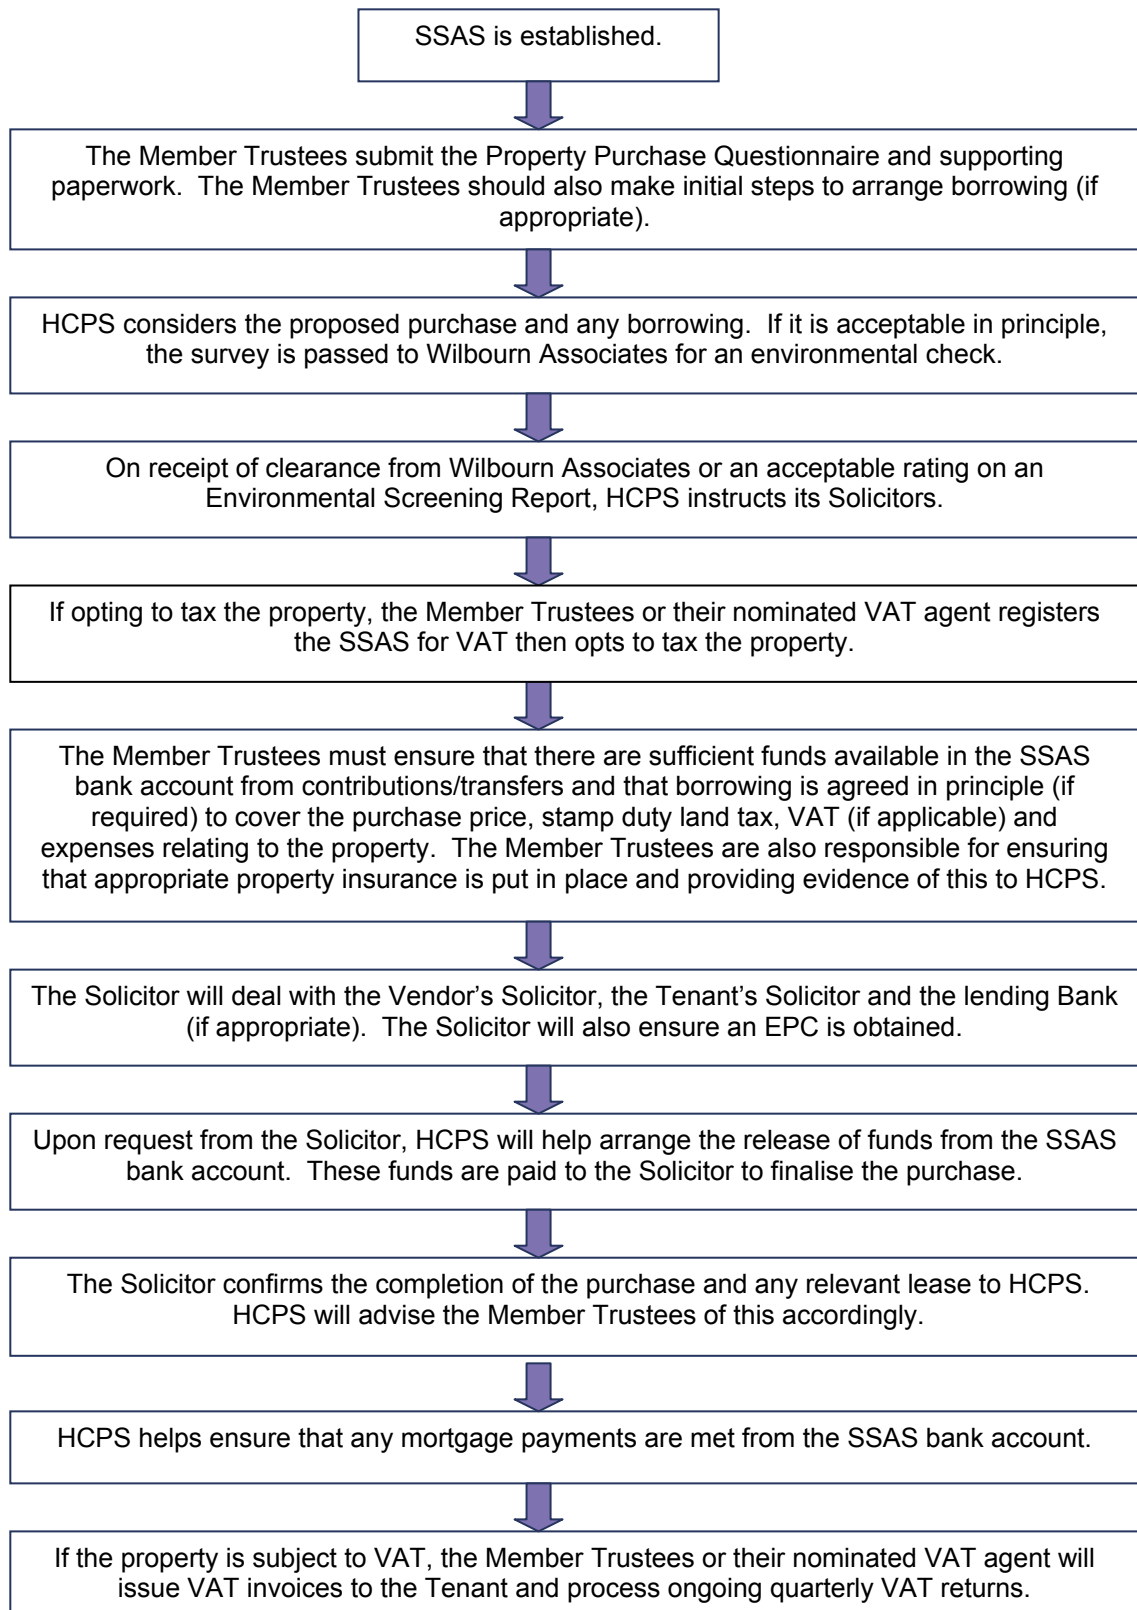 SSAS is established.
The Member Trustees submit the Property Purchase Questionnaire and supporting
paperwork.  The Member Trustees should also make initial steps to arrange borrowing (if
appropriate).
HCPS considers the proposed purchase and any borrowing.  If it is acceptable in principle,
the survey is passed to Wilbourn Associates for an environmental check.
On receipt of clearance from Wilbourn Associates or an acceptable rating on an
Environmental Screening Report, HCPS instructs its Solicitors.
If opting to tax the property, the Member Trustees or their nominated VAT agent registers
the SSAS for VAT then opts to tax the property.
The Member Trustees must ensure that there are sufficient funds available in the SSAS
bank account from contributions/transfers and that borrowing is agreed in principle (if
required) to cover the purchase price, stamp duty land tax, VAT (if applicable) and
expenses relating to the property.  The Member Trustees are also responsible for ensuring
that appropriate property insurance is put in place and providing evidence of this to HCPS.
The Solicitor will deal with the Vendor's Solicitor, the Tenant's Solicitor and the lending Bank
(if appropriate).  The Solicitor will also ensure an EPC is obtained.
Upon request from the Solicitor, HCPS will help arrange the release of funds from the SSAS
bank account.  These funds are paid to the Solicitor to finalise the purchase.
The Solicitor confirms the completion of the purchase and any relevant lease to HCPS.
HCPS will advise the Member Trustees of this accordingly.
HCPS helps ensure that any mortgage payments are met from the SSAS bank account.
If the property is subject to VAT, the Member Trustees or their nominated VAT agent will
issue VAT invoices to the Tenant and process ongoing quarterly VAT returns.